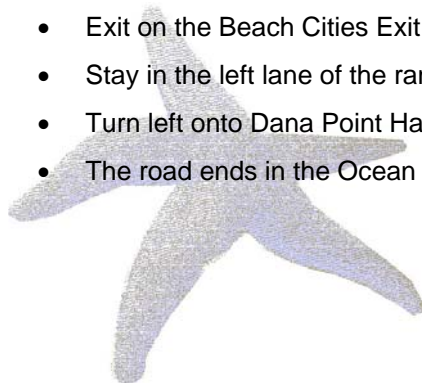 • Exit on the Beach Cities Exit
• Stay in the left lane of the
• Turn left onto Dana Point
• The road ends in the Ocean